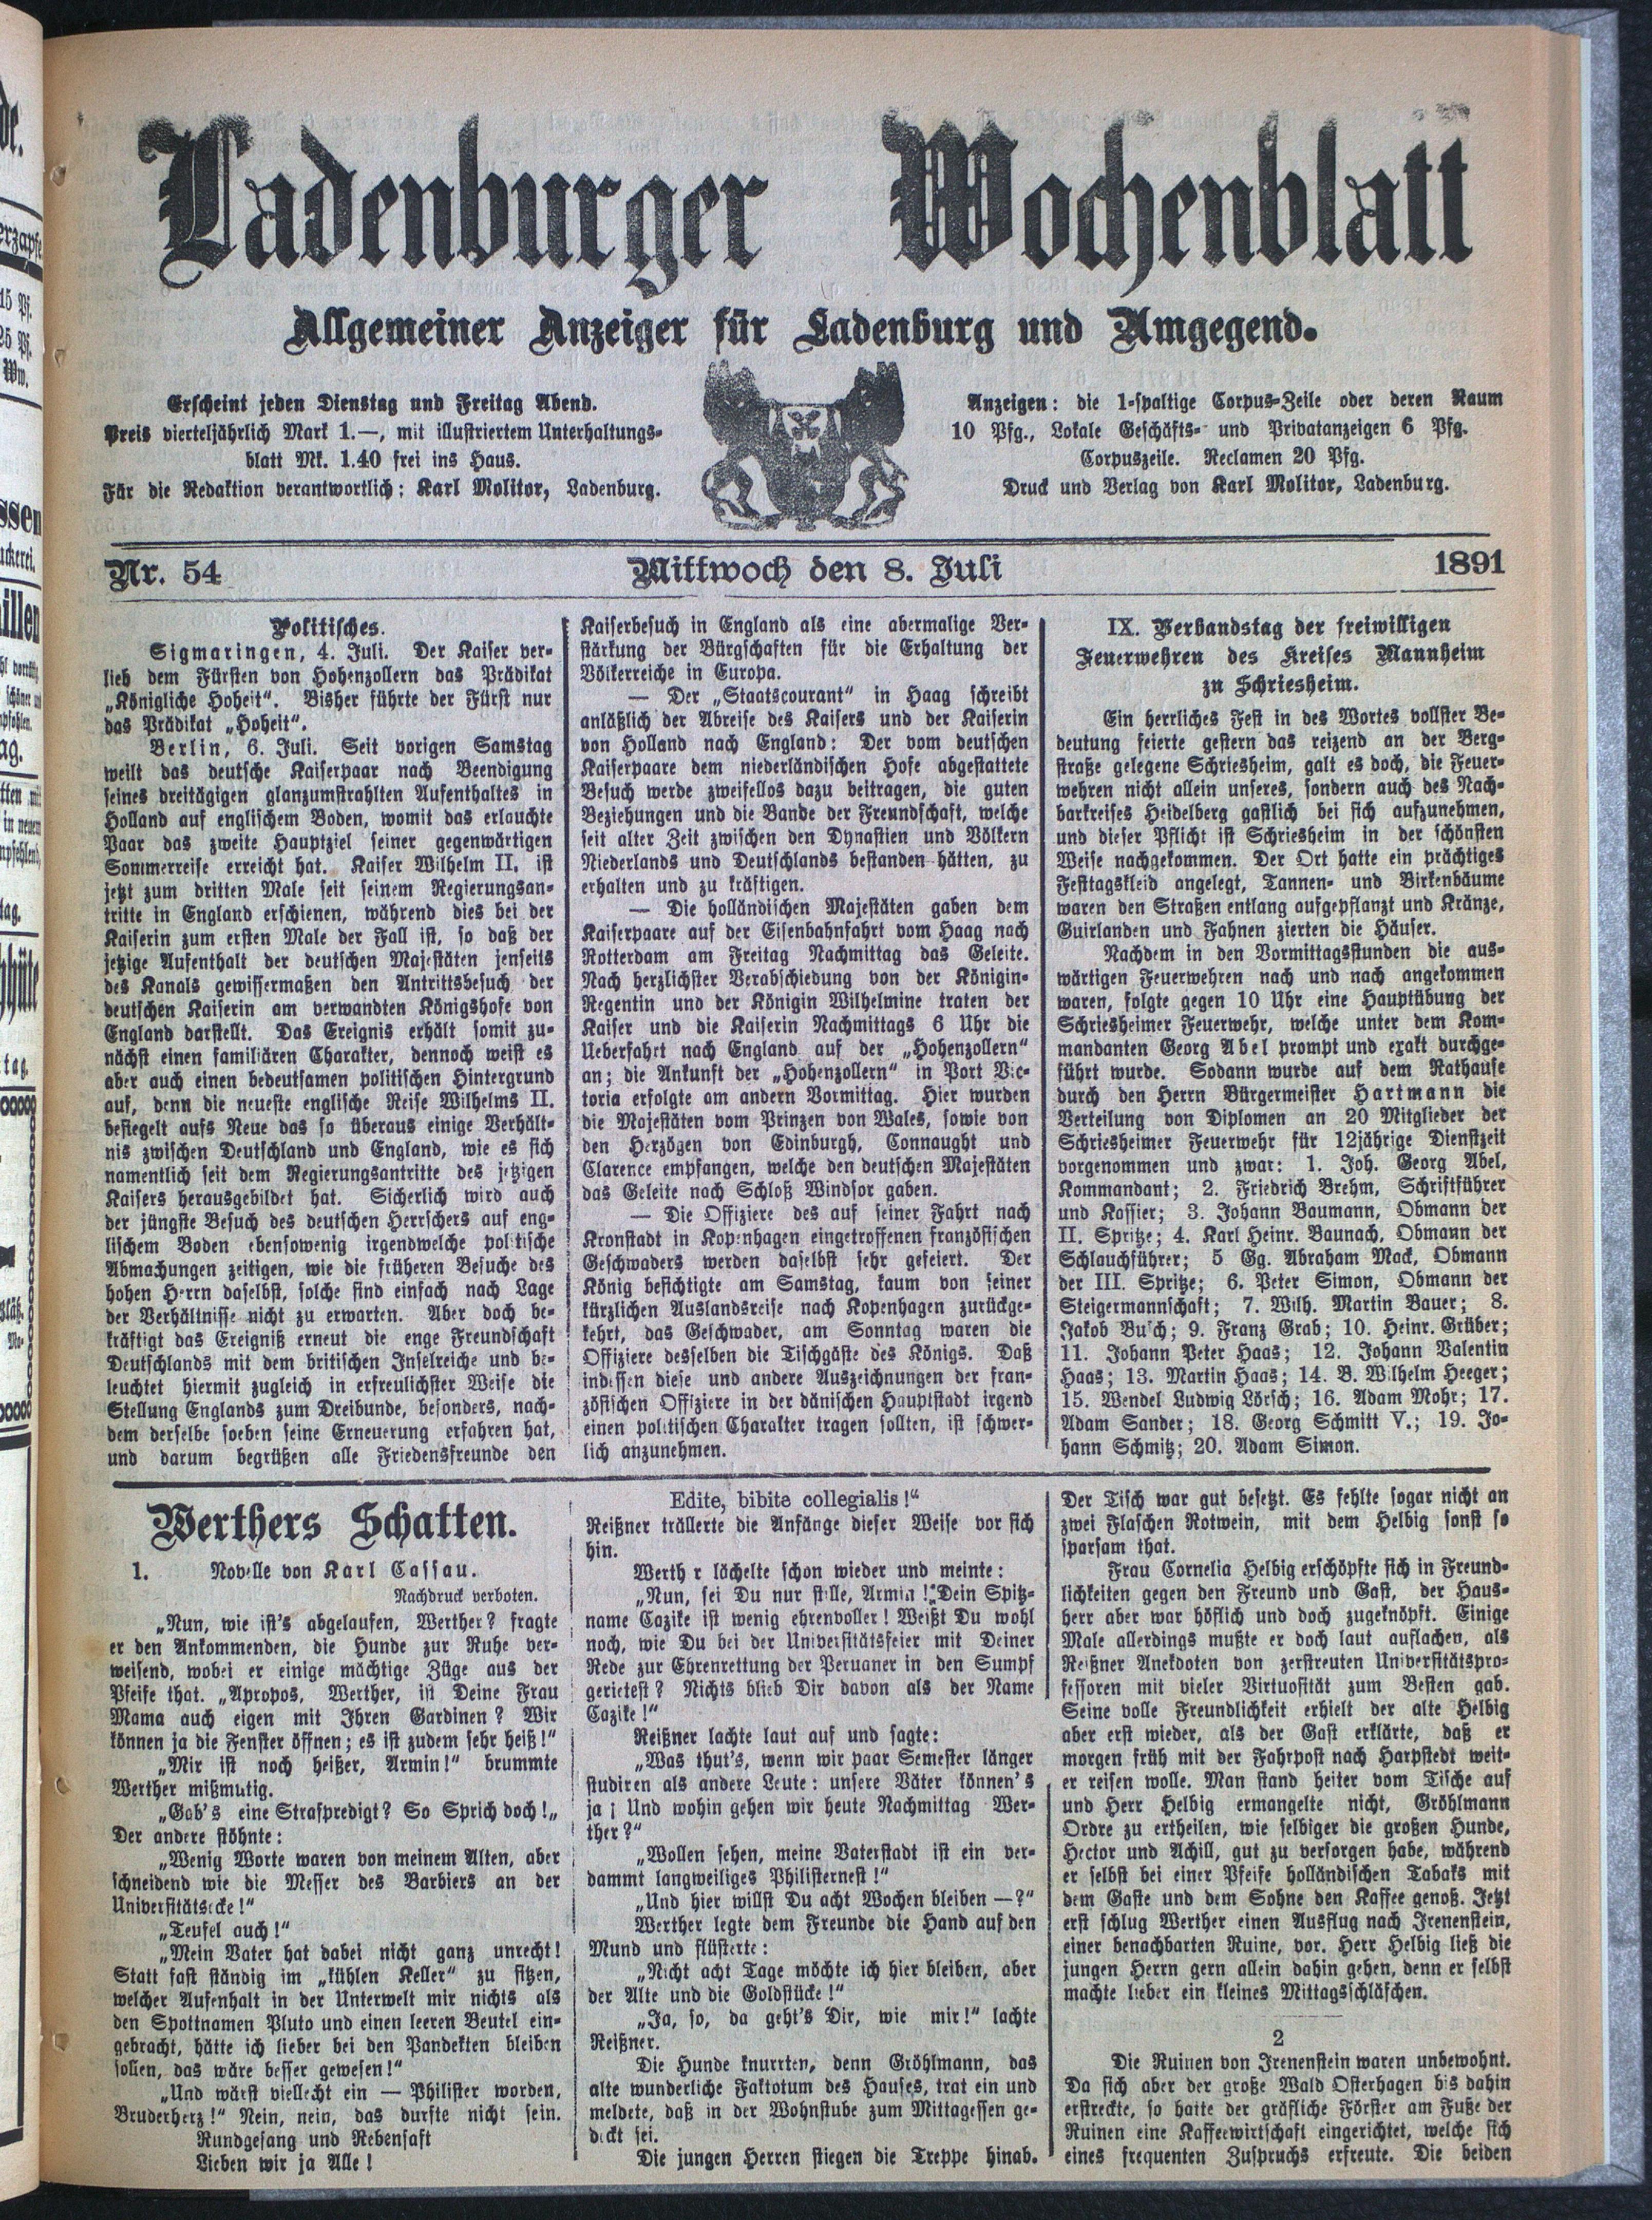 Ladenburger Wochenblatt
Allgemeiner Anzeiger für Ladenburg und Umgegend.
Erscheint jeden Dienstag und Freitag Abend.
Preis vierteljährlich Mark 1.—, mit illustriertem Unterhaltungs-
blatt Mk. 1.40 frei ins Haus.
Für die Redaktion verantwortlich: Karl Molitor, Ladenburg.
Anzeigen: die 1-spaltige Corpus-Zeile oder deren Raum
10 Pfg., Lokale Geschäfts- und Privatanzeigen 6 Pfg.
Corpuszeile. Reclamen 20 Pfg.
Druck und Verlag von Karl Molitor, Ladenburg.
Nr. 54 Mittwoch den 8. Juli 1891
Politisches.
Sigmaringen, 4. Juli. Der Kaiser ver-
lieh dem Fürsten von Hohenzollern das Prädikat
„Königliche Hoheit“. Bisher führte der Fürst nur
das Prädikat „Hoheit“.
Berlin, 6. Juli. Seit vorigen Samstag
weilt das deutsche Kaiserpaar nach Beendigung
seines dreitägigen glanzumstrahlten Aufenthaltes in
Holland auf englischem Boden, womit das erlauchte
Paar das zweite Hauptziel seiner gegenwärtigen
Sommerreise erreicht hat. Kaiser Wilhelm II. ist
jetzt zum dritten Male seit seinem Regierungsan-
tritte in England erschienen, während dies bei der
Kaiserin zum ersten Male der Fall ist, so daß der
jetzige Aufenthalt der deutschen Majestäten jenseits
des Kanals gewissermaßen den Antrittsbesuch der
deutschen Kaiserin am verwandten Königshofe von
England darstellt. Das Ereignis erhält somit zu-
nächst einen familiären Charakter, dennoch weist es
aber auch einen bedeutsamen politischen Hintergrund
auf, denn die neueste englische Reise Wilhelms II.
besiegelt aufs Neue das so überaus einige Verhält-
nis zwischen Deutschland und England, wie es sich
namentlich seit dem Regierungsantritte des jetzigen
Kaisers herausgebildet hat. Sicherlich wird auch
der jüngste Besuch des deutschen Herrschers auf eng-
lischem Boden ebensowenig irgendwelche politische
Abmachungen zeitigen, wie die früheren Besuche des
hohen Herrn daselbst, solche sind einfach nach Lage
der Verhältnisse nicht zu erwarten. Aber doch be-
kräftigt das Ereigniß erneut die enge Freundschaft
Deutschlands mit dem britischen Inselreiche und be-
leuchtet hiermit zugleich in erfreulichster Weise die
Stellung Englands zum Dreibunde, besonders, nach-
dem derselbe soeben seine Erneuerung erfahren hat,
und darum begrüßen alle Friedensfreunde den
Kaiserbesuch in England als eine abermalige Ver-
stärkung der Bürgschaften für die Erhaltung der
Völkerreiche in Europa.
— Der „Staatscourant“ in Haag schreibt
anläßlich der Abreise des Kaisers und der Kaiserin
von Holland nach England: Der vom deutschen
Kaiserpaare dem niederländischen Hofe abgestattete
Besuch werde zweifellos dazu beitragen, die guten
Beziehungen und die Bande der Freundschaft, welche
seit alter Zeit zwischen den Dynastien und Völkern
Niederlands und Deutschlands bestanden hätten, zu
erhalten und zu kräftigen.
— Die holländischen Majestäten gaben dem
Kaiserpaare auf der Eisenbahnfahrt vom Haag nach
Rotterdam am Freitag Nachmittag das Geleite.
Nach herzlichster Verabschiedung von der Königin-
Regentin und der Königin Wilhelmine traten der
Kaiser und die Kaiserin Nachmittags 6 Uhr die
Ueberfahrt nach England auf der „Hohenzollern“
an; die Ankunft der „Hohenzollern“ in Port Vic-
toria erfolgte am andern Vormittag. Hier wurden
die Majestäten vom Prinzen von Wales, sowie von
den Herzögen von Edinburgh, Connaught und
Clarence empfangen, welche den deutschen Majestäten
das Geleite nach Schloß Windsor gaben.
— Die Offiziere des auf seiner Fahrt nach
Kronstadt in Kopenhagen eingetroffenen französischen
Geschwaders werden daselbst sehr gefeiert. Der
König besichtigte am Samstag, kaum von seiner
kürzlichen Auslandsreise nach Kopenhagen zurückge-
kehrt, das Geschwader, am Sonntag waren die
Offiziere desselben die Tischgäste des Königs. Daß
indessen diese und andere Auszeichnungen der fran-
zösischen Offiziere in der dänischen Hauptstadt irgend
einen politischen Charakter tragen sollten, ist schwer-
lich anzunehmen.
IX. Verbandstag der freiwilligen
Feuerwehren des Kreises Mannheim
zu Schriesheim.
Ein herrliches Fest in des Wortes vollster Be-
deutung feierte gestern das reizend an der Berg-
straße gelegene Schriesheim, galt es doch, die Feuer-
wehren nicht allein unseres, sondern auch des Nach-
barkreises Heidelberg gastlich bei sich aufzunehmen,
und dieser Pflicht ist Schriesheim in der schönsten
Weise nachgekommen. Der Ort hatte ein prächtiges
Festtagskleid angelegt, Tannen- und Birkenbäume
waren den Straßen entlang aufgepflanzt und Kränze,
Guirlanden und Fahnen zierten die Häuser.
Nachdem in den Vormittagsstunden die aus-
wärtigen Feuerwehren nach und nach angekommen
waren, folgte gegen 10 Uhr eine Hauptübung der
Schriesheimer Feuerwehr, welche unter dem Kom-
mandanten Georg Abel prompt und exakt durchge-
führt wurde. Sodann wurde auf dem Rathause
durch den Herrn Bürgermeister Hartmann die
Verteilung von Diplomen an 20 Mitglieder der
Schriesheimer Feuerwehr für 12jährige Dienstzeit
vorgenommen und zwar: 1. Joh. Georg Abel,
Kommandant; 2. Friedrich Brehm, Schriftführer
und Kassier; 3. Johann Baumann, Obmann der
II. Spritze; 4. Karl Heinr. Baunach, Obmann der
Schlauchführer; 5 Gg. Abraham Mack, Obmann
der III. Spritze; 6. Peter Simon, Obmann der
Steigermannschaft; 7. Wilh. Martin Bauer; 8.
Jakob Busch; 9. Franz Grab; 10. Heinr. Grüber;
11. Johann Peter Haas; 12. Johann Valentin
Haas; 13. Martin Haas; 14. B. Wilhelm Heeger;
15. Wendel Ludwig Lörsch; 16. Adam Mohr; 17.
Adam Sander; 18. Georg Schmitt V.; 19. Jo-
hann Schmitz; 20. Adam Simon.
Werthers Schatten.
1. Novelle von Karl Cassau.
Nachdruck verboten.
„Nun, wie ist's abgelaufen, Werther? fragte
er den Ankommenden, die Hunde zur Ruhe ver-
weisend, wobei er einige mächtige Züge aus der
Pfeife that. „Apropos, Werther, ist Deine Frau
Mama auch eigen mit Ihren Gardinen? Wir
können ja die Fenster öffnen; es ist zudem sehr heiß!“
„Mir ist noch heißer, Armin!“ brummte
Werther mißmutig.
„Gab's eine Strafpredigt? So Sprich doch!„
Der andere stöhnte:
„Wenig Worte waren von meinem Alten, aber
schneidend wie die Messer des Barbiers an der
Universitätsecke!“
„Teufel auch!“
„Mein Vater hat dabei nicht ganz unrecht!
Statt fast ständig im „kühlen Keller“ zu sitzen,
welcher Aufenhalt in der Unterwelt mir nichts als
den Spottnamen Pluto und einen leeren Beutel ein-
gebracht, hätte ich lieber bei den Pandekten bleiben
sollen, das wäre besser gewesen!“
„Und wärst viellecht ein — Philister worden,
Bruderherz!“ Nein, nein, das durfte nicht sein.
Rundgesang und Rebensaft
Lieben wir ja Alle!
Edite, bibite collegialis!“
Reißner trällerte die Anfänge dieser Weise vor sich
hin.
Werth r lächelte schon wieder und meinte:
„Nun, sei Du nur stille, Armin!“ Dein Spitz-
name Cazike ist wenig ehrenvoller! Weißt Du wohl
noch, wie Du bei der Universitätsfeier mit Deiner
Rede zur Ehrenrettung der Peruaner in den Sumpf
gerietest? Nichts blieb Dir davon als der Name
Cazike!“
Reißner lachte laut auf und sagte:
„Was thut's, wenn wir paar Semester länger
studiren als andere Leute: unsere Väter können's
ja; Und wohin gehen wir heute Nachmittag Wer-
ther?“
„Wollen sehen, meine Vaterstadt ist ein ver-
dammt langweiliges Philisternest!“
„Und hier willst Du acht Wochen bleiben —?“
Werther legte dem Freunde die Hand auf den
Mund und flüsterte:
„Nicht acht Tage möchte ich hier bleiben, aber
der Alte und die Goldstücke!“
„Ja, so, da geht's Dir, wie mir!“ lachte
Reißner.
Die Hunde knurrten, denn Gröhlmann, das
alte wunderliche Faktotum des Hauses, trat ein und
meldete, daß in der Wohnstube zum Mittagessen ge-
deckt sei.
Die jungen Herren stiegen die Treppe hinab.
Der Tisch war gut besetzt. Es fehlte sogar nicht an
zwei Flaschen Rotwein, mit dem Helbig sonst so
sparsam that.
Frau Cornelia Helbig erschöpfte sich in Freund-
lichkeiten gegen den Freund und Gast, der Haus-
herr aber war höflich und doch zugeknöpft. Einige
Male allerdings mußte er doch laut auflachen, als
Reißner Anekdoten von zerstreuten Universitätspro-
fessoren mit vieler Virtuosität zum Besten gab.
Seine volle Freundlichkeit erhielt der alte Helbig
aber erst wieder, als der Gast erklärte, daß er
morgen früh mit der Fahrpost nach Harpstedt weit-
er reisen wolle. Man stand heiter vom Tische auf
und Herr Helbig ermangelte nicht, Gröhlmann
Ordre zu ertheilen, wie selbiger die großen Hunde,
Hector und Achill, gut zu versorgen habe, während
er selbst bei einer Pfeife holländischen Tabaks mit
dem Gaste und dem Sohne den Kaffee genoß. Jetzt
erst schlug Werther einen Ausflug nach Irenenstein,
einer benachbarten Ruine, vor. Herr Helbig ließ die
jungen Herrn gern allein dahin gehen, denn er selbst
machte lieber ein kleines Mittagsschläfchen.
2
Die Ruinen von Irenenstein waren unbewohnt.
Da sich aber der große Wald Osterhagen bis dahin
erstreckte, so hatte der gräfliche Förster am Fuße der
Ruinen eine Kaffeewirtschaft eingerichtet, welche sich
eines frequenten Zuspruchs erfreute. Die beiden